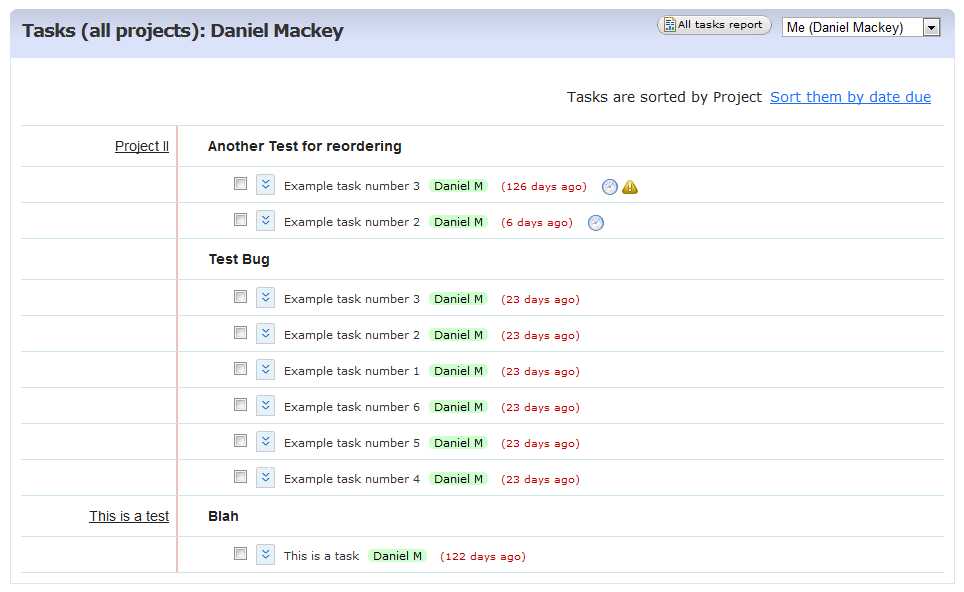 Tasks (all projects): Daniel Mackey All tasks report Me (Daniel Mackey)
Tasks are sorted by Project Sort them by date due
Project II Another Test for reordering
Example task number 3 Daniel M (126 days ago)
Example task number 2 Daniel M (6 days ago)
Test Bug
Example task number 3 Daniel M (23 days ago)
Example task number 2 Daniel M (23 days ago)
Example task number 1 Daniel M (23 days ago)
Example task number 6 Daniel M (23 days ago)
Example task number 5 Daniel M (23 days ago)
Example task number 4 Daniel M (23 days ago)
This is a test Blah
This is a task Daniel M (122 days ago)